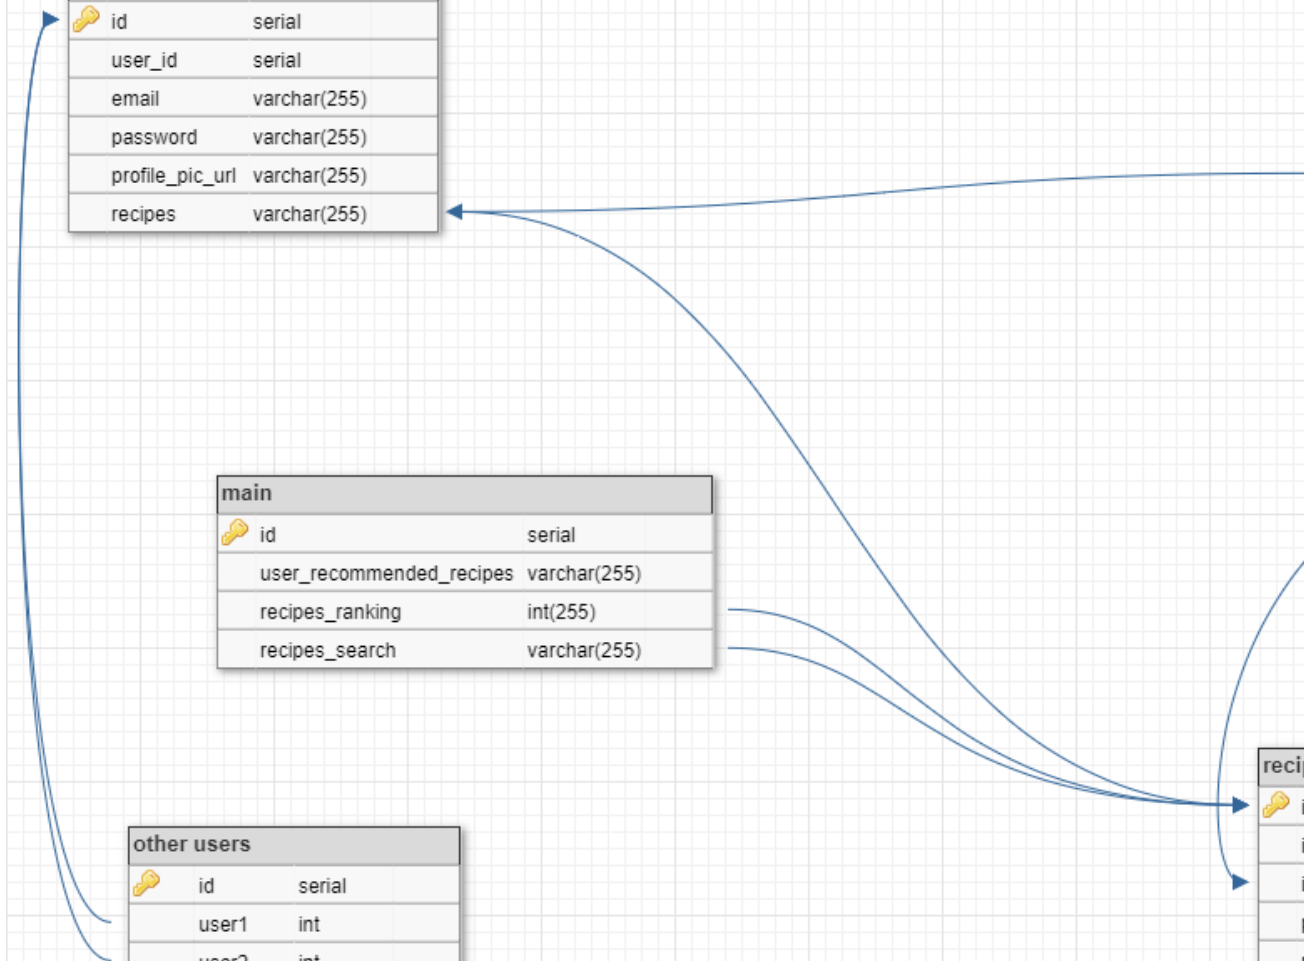 id serial
user_id serial
email varchar(255)
password varchar(255)
profile_pic_url varchar(255)
recipes varchar(255)
main
id serial
user_recommended_recipes varchar(255)
recipes_ranking int(255)
recipes_search varchar(255)
other users
id serial
user1 int